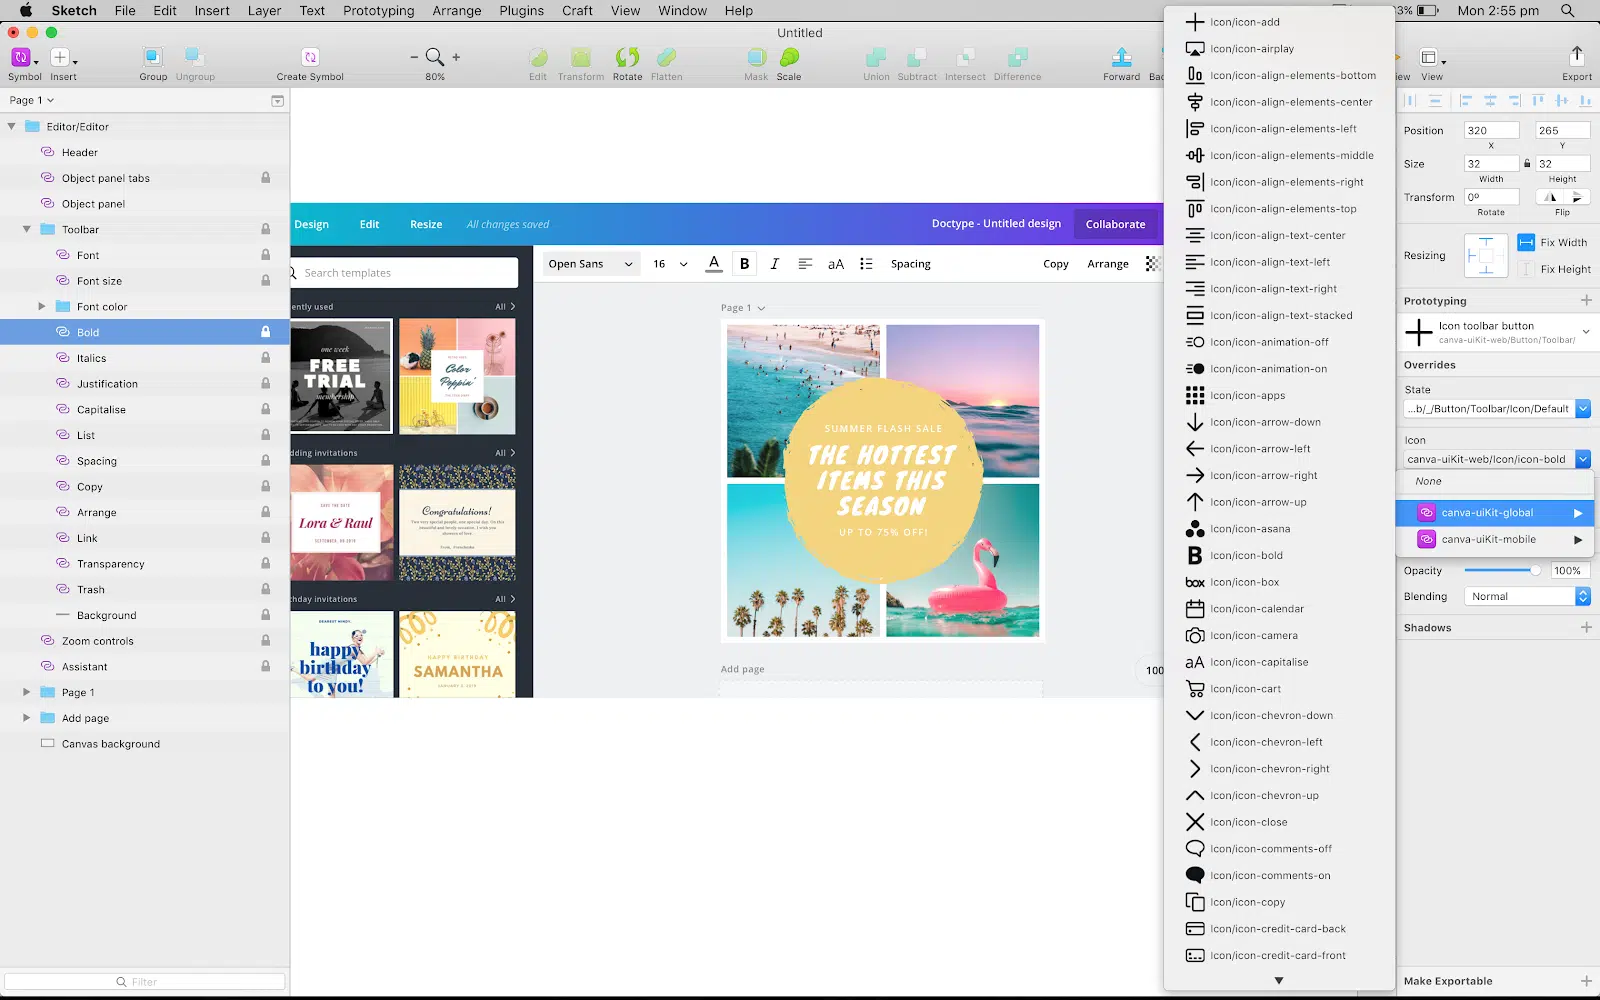 Sketch File Edit Insert Layer Text Prototyping Arrange Plugins Craft View Window Help
3% Mon 2:55 pm
Untitled
Symbol Insert Group Ungroup Create Symbol 80% Edit Transform Rotate Flatten Mask Scale Union Subtract Intersect Difference Forward View Export
Page 1
Editor/Editor
Header
Object panel tabs
Object panel
Toolbar
Font
Font size
Font color
Bold
Italics
Justification
Capitalise
List
Spacing
Copy
Arrange
Link
Transparency
Trash
Background
Zoom controls
Assistant
Page 1
Add page
Canvas background
Filter
Design Edit Resize All changes saved Doctype - Untitled design Collaborate
Search templates
Open Sans 16 A B I aA Spacing Copy Arrange
ently used All
one week
FREE
TRIAL
membership
Color
Poppin'
dding invitations All
SAVE THE DATE
Lora & Raul
SEPTEMBER, 08 2019
Congratulations!
hday invitations All
DEAREST MINDY,
happy
birthday
to you!
HAPPY BIRTHDAY
SAMANTHA
Page 1
SUMMER FLASH SALE
THE HOTTEST
ITEMS THIS
SEASON
UP TO 75% OFF!
Add page
100
Icon/icon-add
Icon/icon-airplay
Icon/icon-align-elements-bottom
Icon/icon-align-elements-center
Icon/icon-align-elements-left
Icon/icon-align-elements-middle
Icon/icon-align-elements-right
Icon/icon-align-elements-top
Icon/icon-align-text-center
Icon/icon-align-text-left
Icon/icon-align-text-right
Icon/icon-align-text-stacked
Icon/icon-animation-off
Icon/icon-animation-on
Icon/icon-apps
Icon/icon-arrow-down
Icon/icon-arrow-left
Icon/icon-arrow-right
Icon/icon-arrow-up
Icon/icon-asana
B Icon/icon-bold
box Icon/icon-box
Icon/icon-calendar
Icon/icon-camera
aA Icon/icon-capitalise
Icon/icon-cart
Icon/icon-chevron-down
Icon/icon-chevron-left
Icon/icon-chevron-right
Icon/icon-chevron-up
Icon/icon-close
Icon/icon-comments-off
Icon/icon-comments-on
Icon/icon-copy
Icon/icon-credit-card-back
Icon/icon-credit-card-front
Position 320 265
X Y
Size 32 32
Width Height
Transform 0º
Rotate Flip
Resizing Fix Width
Fix Height
Prototyping
Icon toolbar button
canva-uiKit-web/Button/Toolbar/
Overrides
State
...b/_/Button/Toolbar/Icon/Default
Icon
canva-uiKit-web/Icon/icon-bold
None
canva-uiKit-global
canva-uiKit-mobile
Opacity 100%
Blending Normal
Shadows
Make Exportable